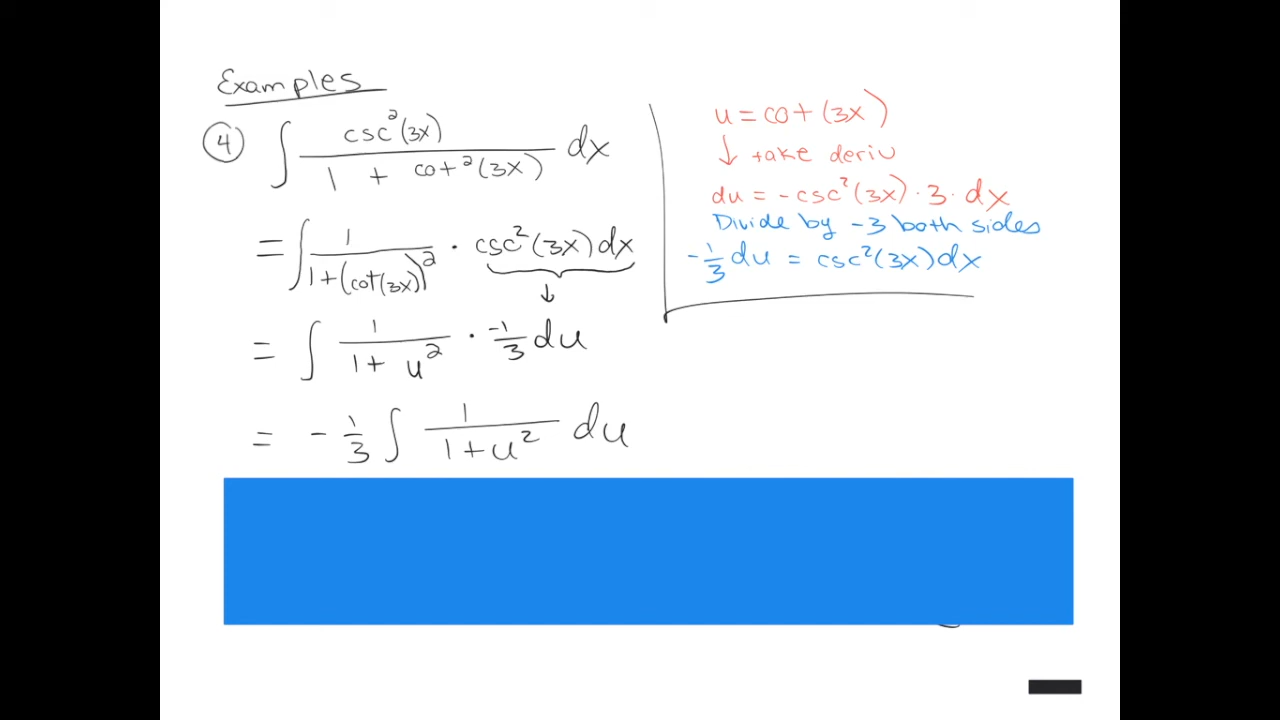 Examples
④ ∫ csc²(3x) / (1 + cot²(3x)) dx
= ∫ 1 / (1+(cot(3x))²) · csc²(3x) dx
↓
= ∫ 1 / (1+ u²) · -1/3 du
= - 1/3 ∫ 1 / (1+u²) du
u = cot(3x)
↓ take deriv
du = -csc²(3x) · 3 · dx
Divide by -3 both sides
-1/3 du = csc²(3x) dx